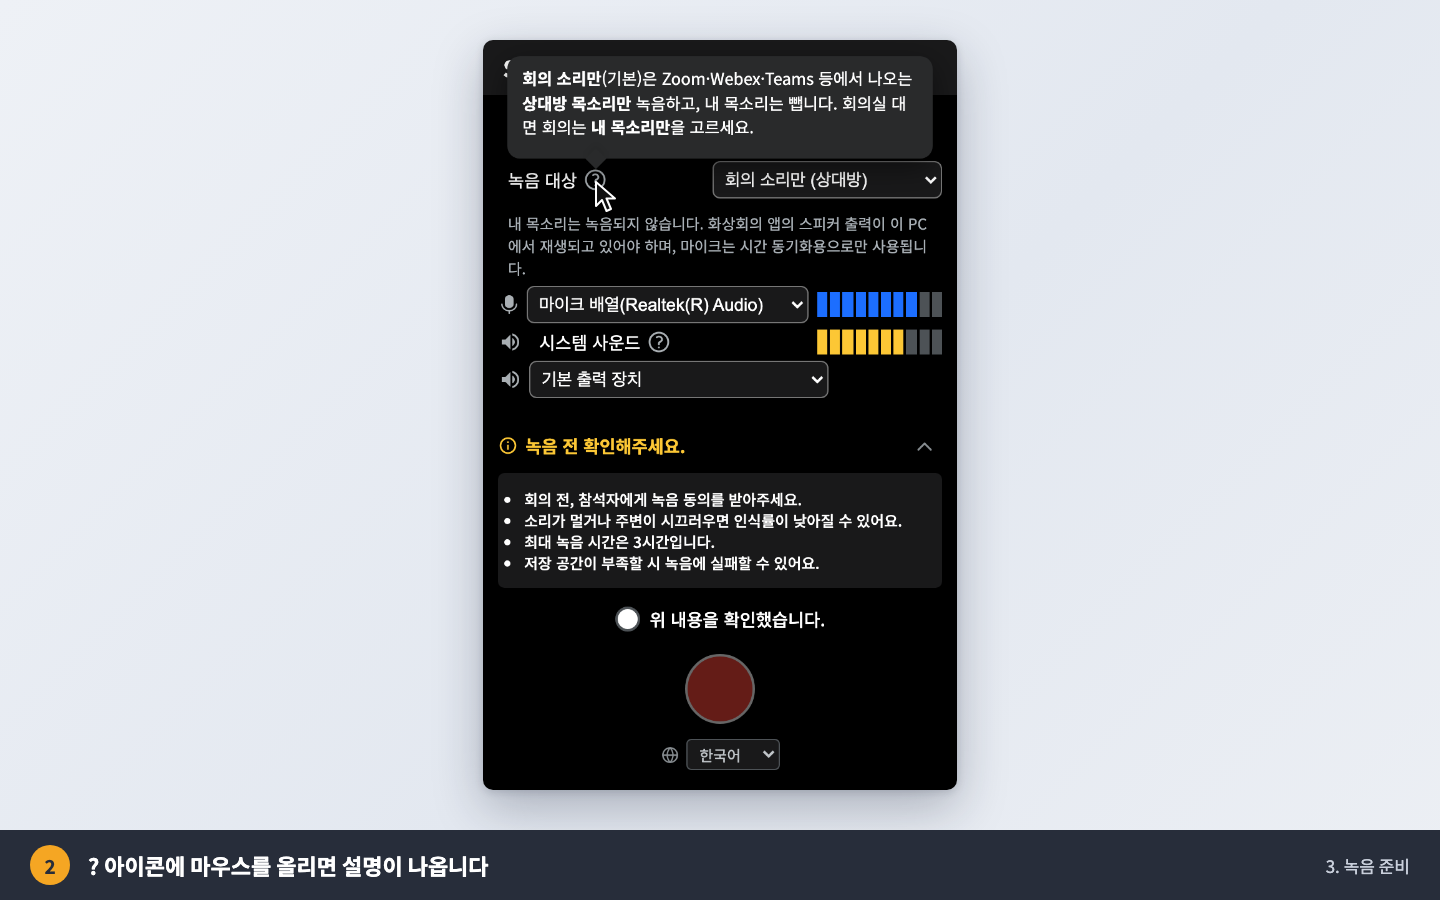 회의 소리만(기본)은 Zoom·Webex·Teams 등에서 나오는
상대방 목소리만 녹음하고, 내 목소리는 뺍니다. 회의실 대
면 회의는 내 목소리만을 고르세요.
녹음 대상 ?
회의 소리만 (상대방)
내 목소리는 녹음되지 않습니다. 화상회의 앱의 스피커 출력이 이 PC
에서 재생되고 있어야 하며, 마이크는 시간 동기화용으로만 사용됩니
다.
마이크 배열(Realtek(R) Audio)
시스템 사운드 ?
기본 출력 장치
녹음 전 확인해주세요.
• 회의 전, 참석자에게 녹음 동의를 받아주세요.
• 소리가 멀거나 주변이 시끄러우면 인식률이 낮아질 수 있어요.
• 최대 녹음 시간은 3시간입니다.
• 저장 공간이 부족할 시 녹음에 실패할 수 있어요.
위 내용을 확인했습니다.
한국어
2 ? 아이콘에 마우스를 올리면 설명이 나옵니다
3. 녹음 준비